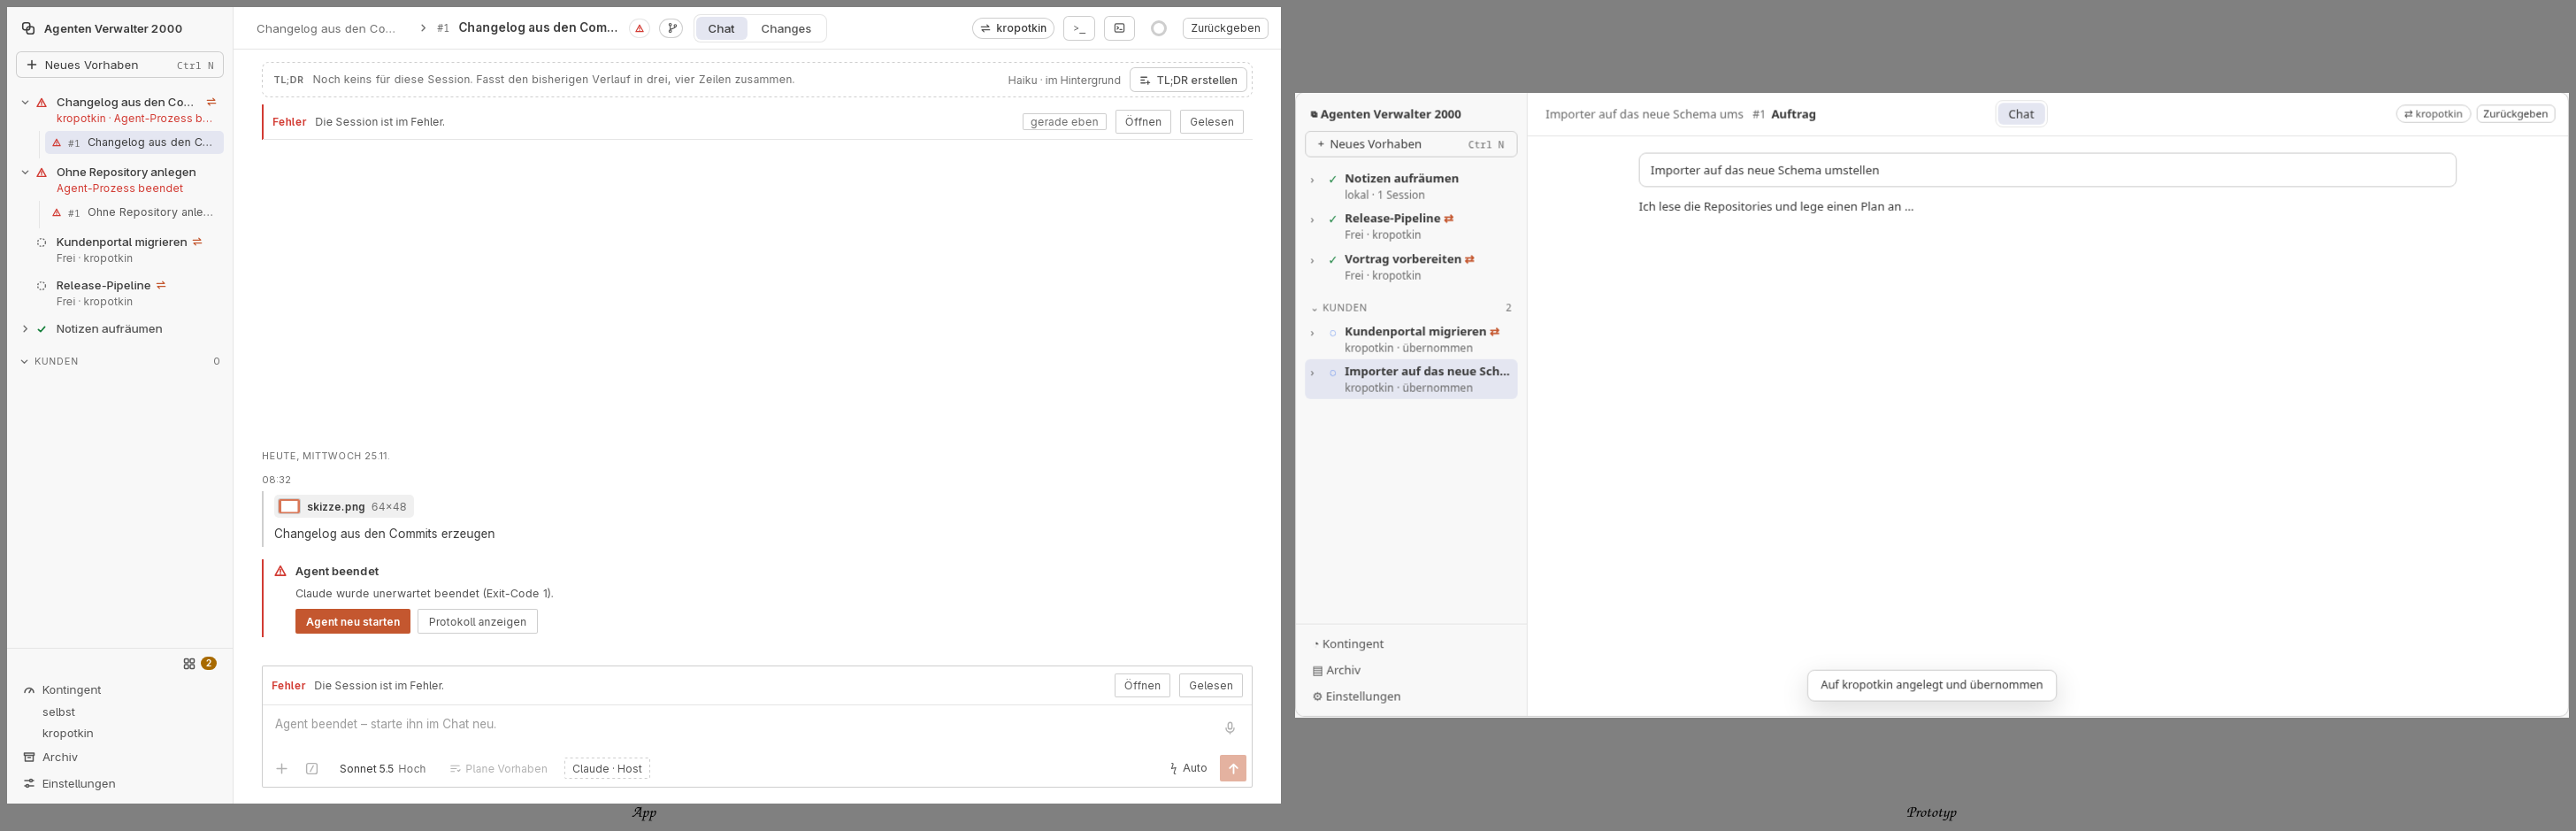 Agenten Verwalter 2000
Neues Vorhaben Ctrl N
Changelog aus den Co...
kropotkin · Agent-Prozess b...
#1 Changelog aus den C...
Ohne Repository anlegen
Agent-Prozess beendet
#1 Ohne Repository anle...
Kundenportal migrieren
Frei · kropotkin
Release-Pipeline
Frei · kropotkin
Notizen aufräumen
KUNDEN 0
2
Kontingent
selbst
kropotkin
Archiv
Einstellungen
Changelog aus den Co... #1 Changelog aus den Com... Chat Changes kropotkin >_ Zurückgeben
TL;DR Noch keins für diese Session. Fasst den bisherigen Verlauf in drei, vier Zeilen zusammen. Haiku · im Hintergrund TL;DR erstellen
Fehler Die Session ist im Fehler. gerade eben Öffnen Gelesen
HEUTE, MITTWOCH 25.11.
08:32
skizze.png 64×48
Changelog aus den Commits erzeugen
Agent beendet
Claude wurde unerwartet beendet (Exit-Code 1).
Agent neu starten Protokoll anzeigen
Fehler Die Session ist im Fehler. Öffnen Gelesen
Agent beendet – starte ihn im Chat neu.
Sonnet 5.5 Hoch Plane Vorhaben Claude · Host Auto
App
Agenten Verwalter 2000
+ Neues Vorhaben Ctrl N
Notizen aufräumen
lokal · 1 Session
Release-Pipeline ⇄
Frei · kropotkin
Vortrag vorbereiten ⇄
Frei · kropotkin
KUNDEN 2
Kundenportal migrieren ⇄
kropotkin · übernommen
Importer auf das neue Sch...
kropotkin · übernommen
Kontingent
Archiv
Einstellungen
Importer auf das neue Schema ums #1 Auftrag Chat ⇄ kropotkin Zurückgeben
Importer auf das neue Schema umstellen
Ich lese die Repositories und lege einen Plan an ...
Auf kropotkin angelegt und übernommen
Prototyp